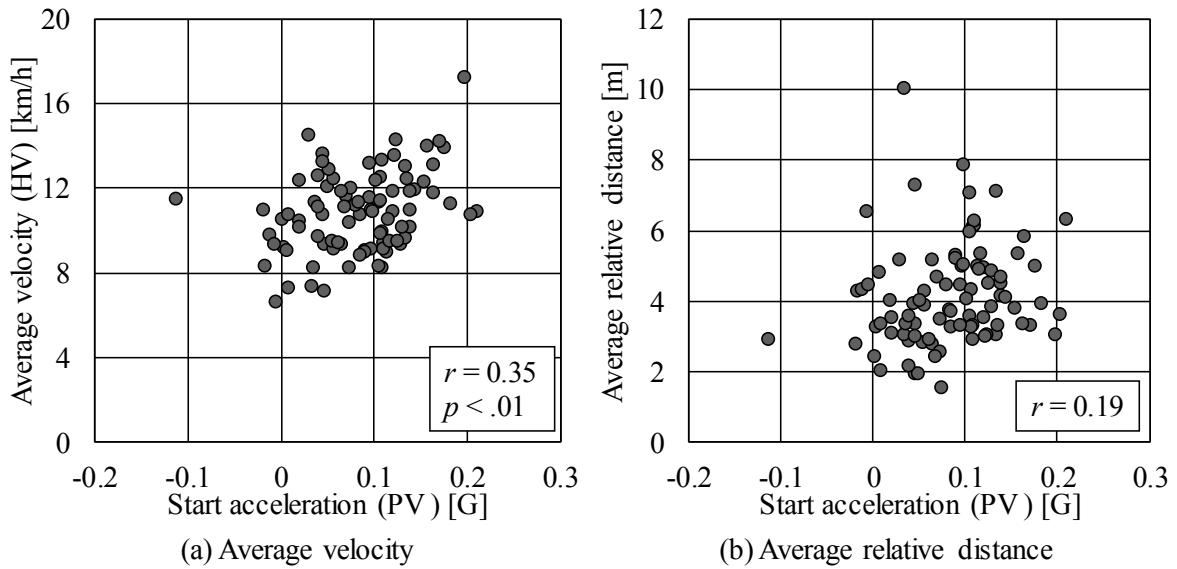 Average velocity (HV) [km/h]
20
16
12
8
4
0
r = 0.35
p < .01
-0.2
-0.1
0
0.1
0.2
0.3
Start acceleration (PV) [G]
(a) Average velocity
Average relative distance [m]
12
10
8
6
4
2
0
r = 0.19
-0.2
-0.1
0
0.1
0.2
0.3
Start acceleration (PV) [G]
(b) Average relative distance